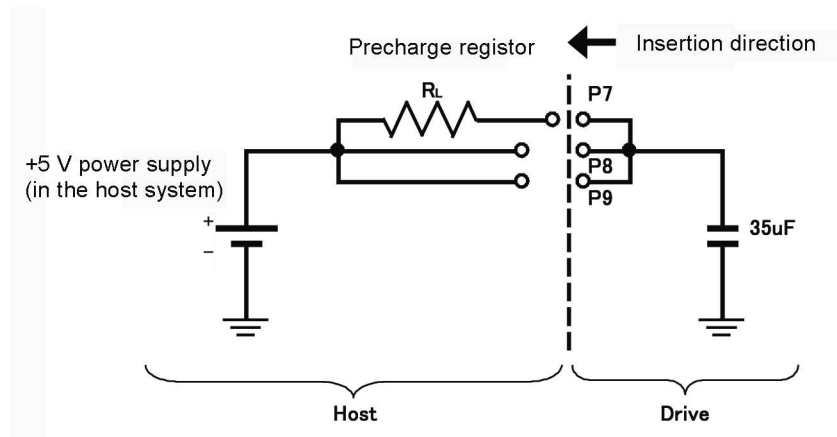 Precharge registor
Insertion direction
RL
P7
+5 V power supply
(in the host system)
P8
P9
+
−
35uF
Host
Drive